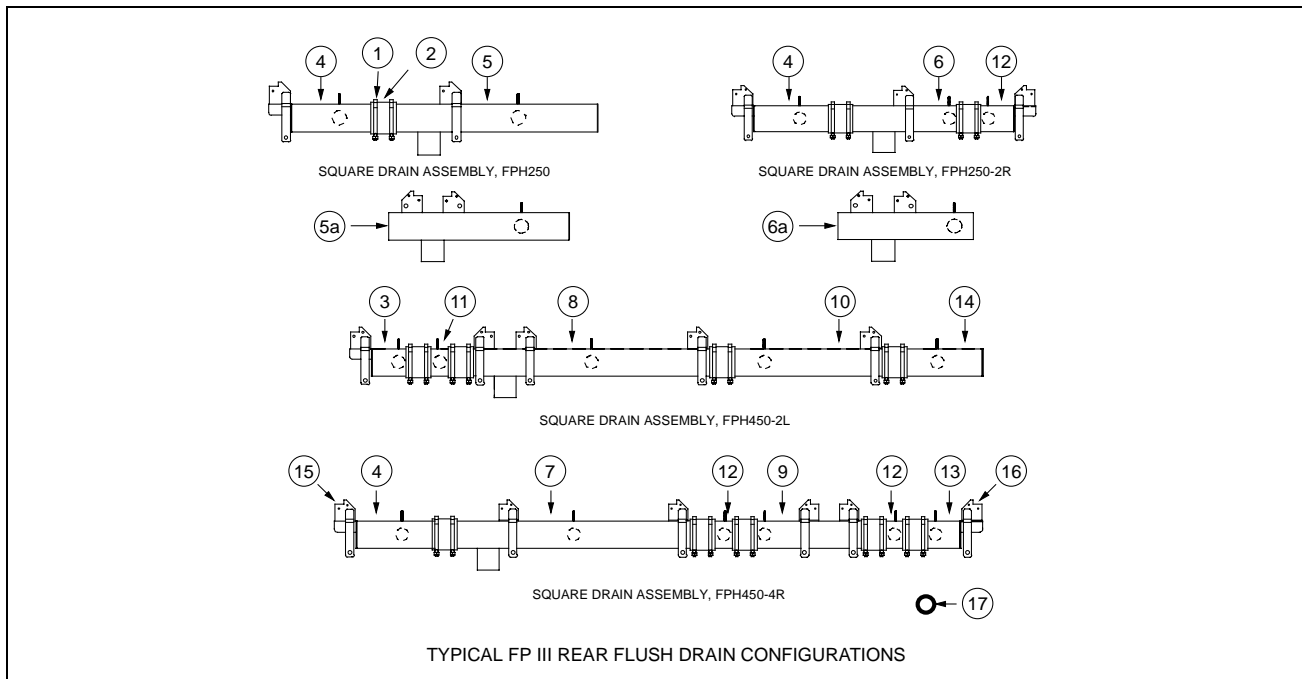 4 1 2 5
4 6 12
SQUARE DRAIN ASSEMBLY, FPH250
SQUARE DRAIN ASSEMBLY, FPH250-2R
5a
6a
3 11 8 10 14
SQUARE DRAIN ASSEMBLY, FPH450-2L
15 4 7 12 9 12 13 16
SQUARE DRAIN ASSEMBLY, FPH450-4R
17
TYPICAL FP III REAR FLUSH DRAIN CONFIGURATIONS